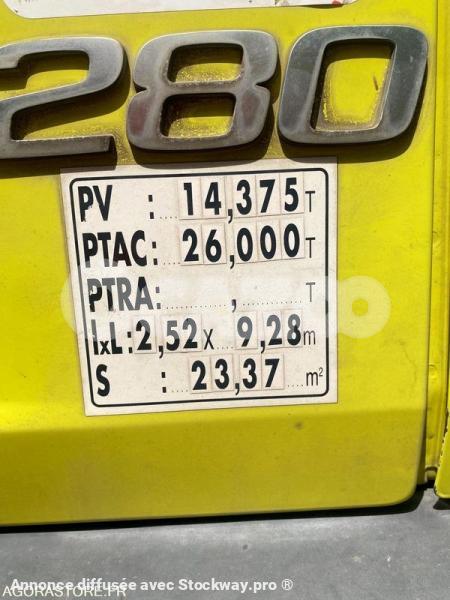 280
PV : 14,375 T
PTAC: 26,000 T
PTRA: , T
lxL: 2,52 x 9,28 m
S : 23,37 m²
Annonce diffusée avec Stockway.pro ®
AGORASTORE.FR